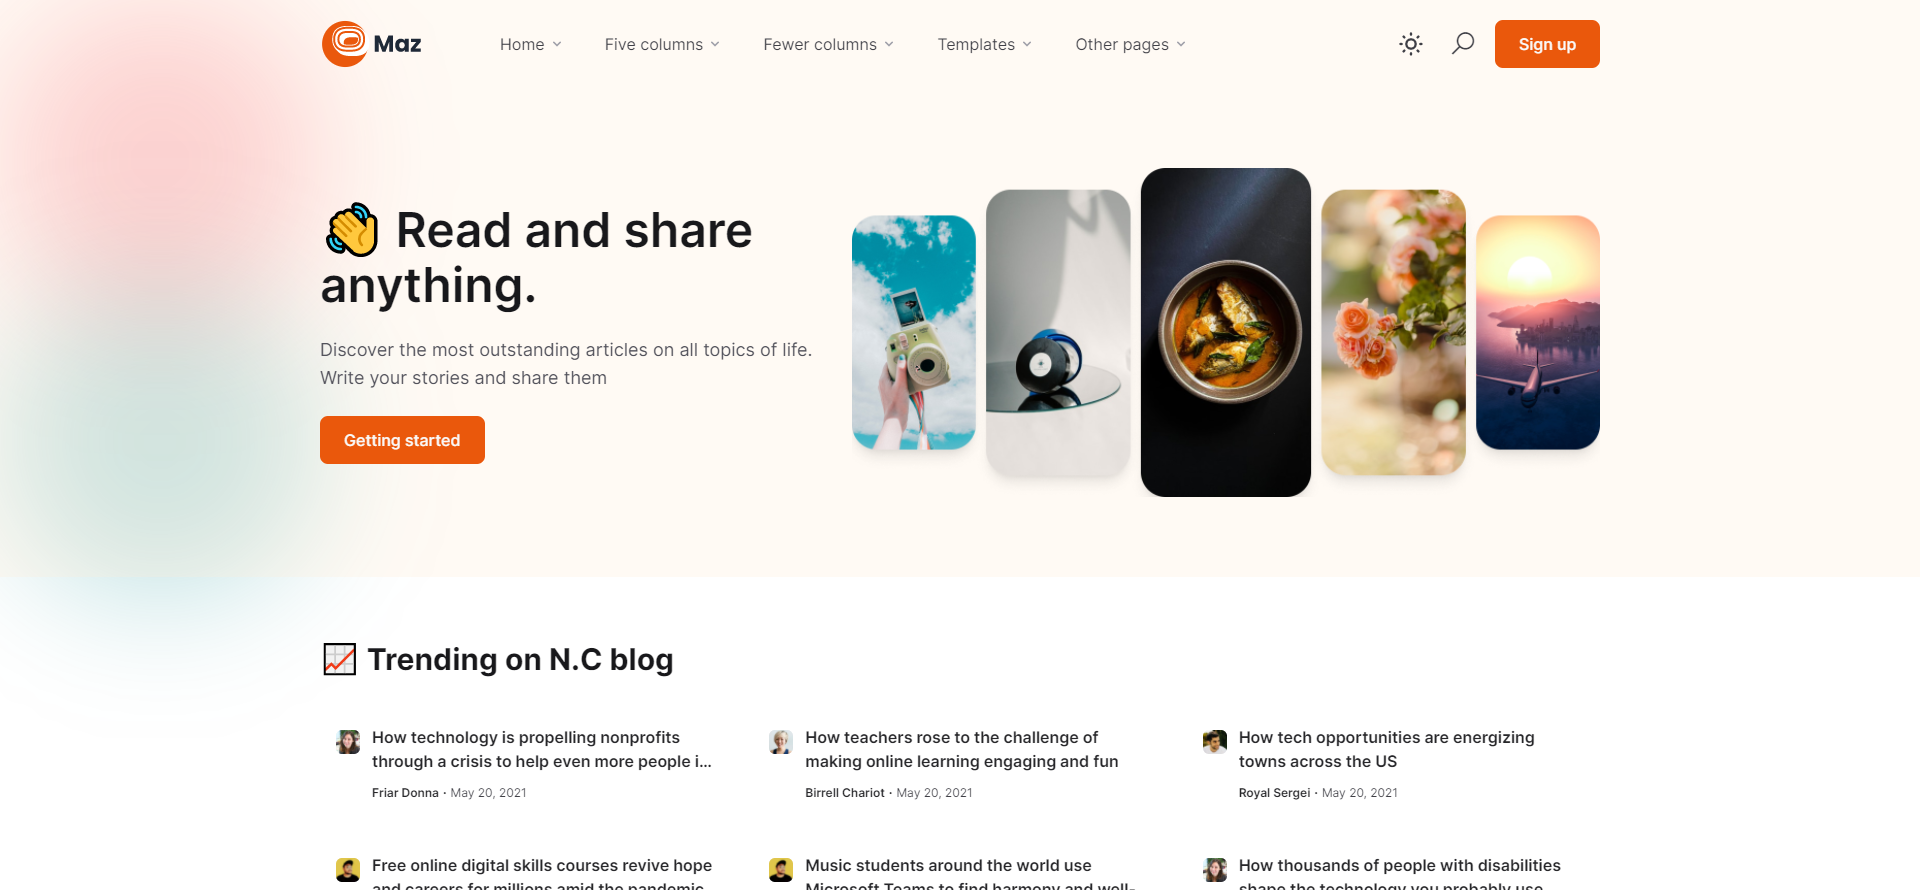 Maz
Home
Five columns
Fewer columns
Templates
Other pages
Sign up
Read and share
anything.
Discover the most outstanding articles on all topics of life.
Write your stories and share them
Getting started
Trending on N.C blog
How technology is propelling nonprofits
through a crisis to help even more people i...
Friar Donna · May 20, 2021
How teachers rose to the challenge of
making online learning engaging and fun
Birrell Chariot · May 20, 2021
How tech opportunities are energizing
towns across the US
Royal Sergei · May 20, 2021
Free online digital skills courses revive hope
and careers for millions amid the pandemic
Music students around the world use
Microsoft Teams to find harmony and well-
How thousands of people with disabilities
shape the technology you probably use